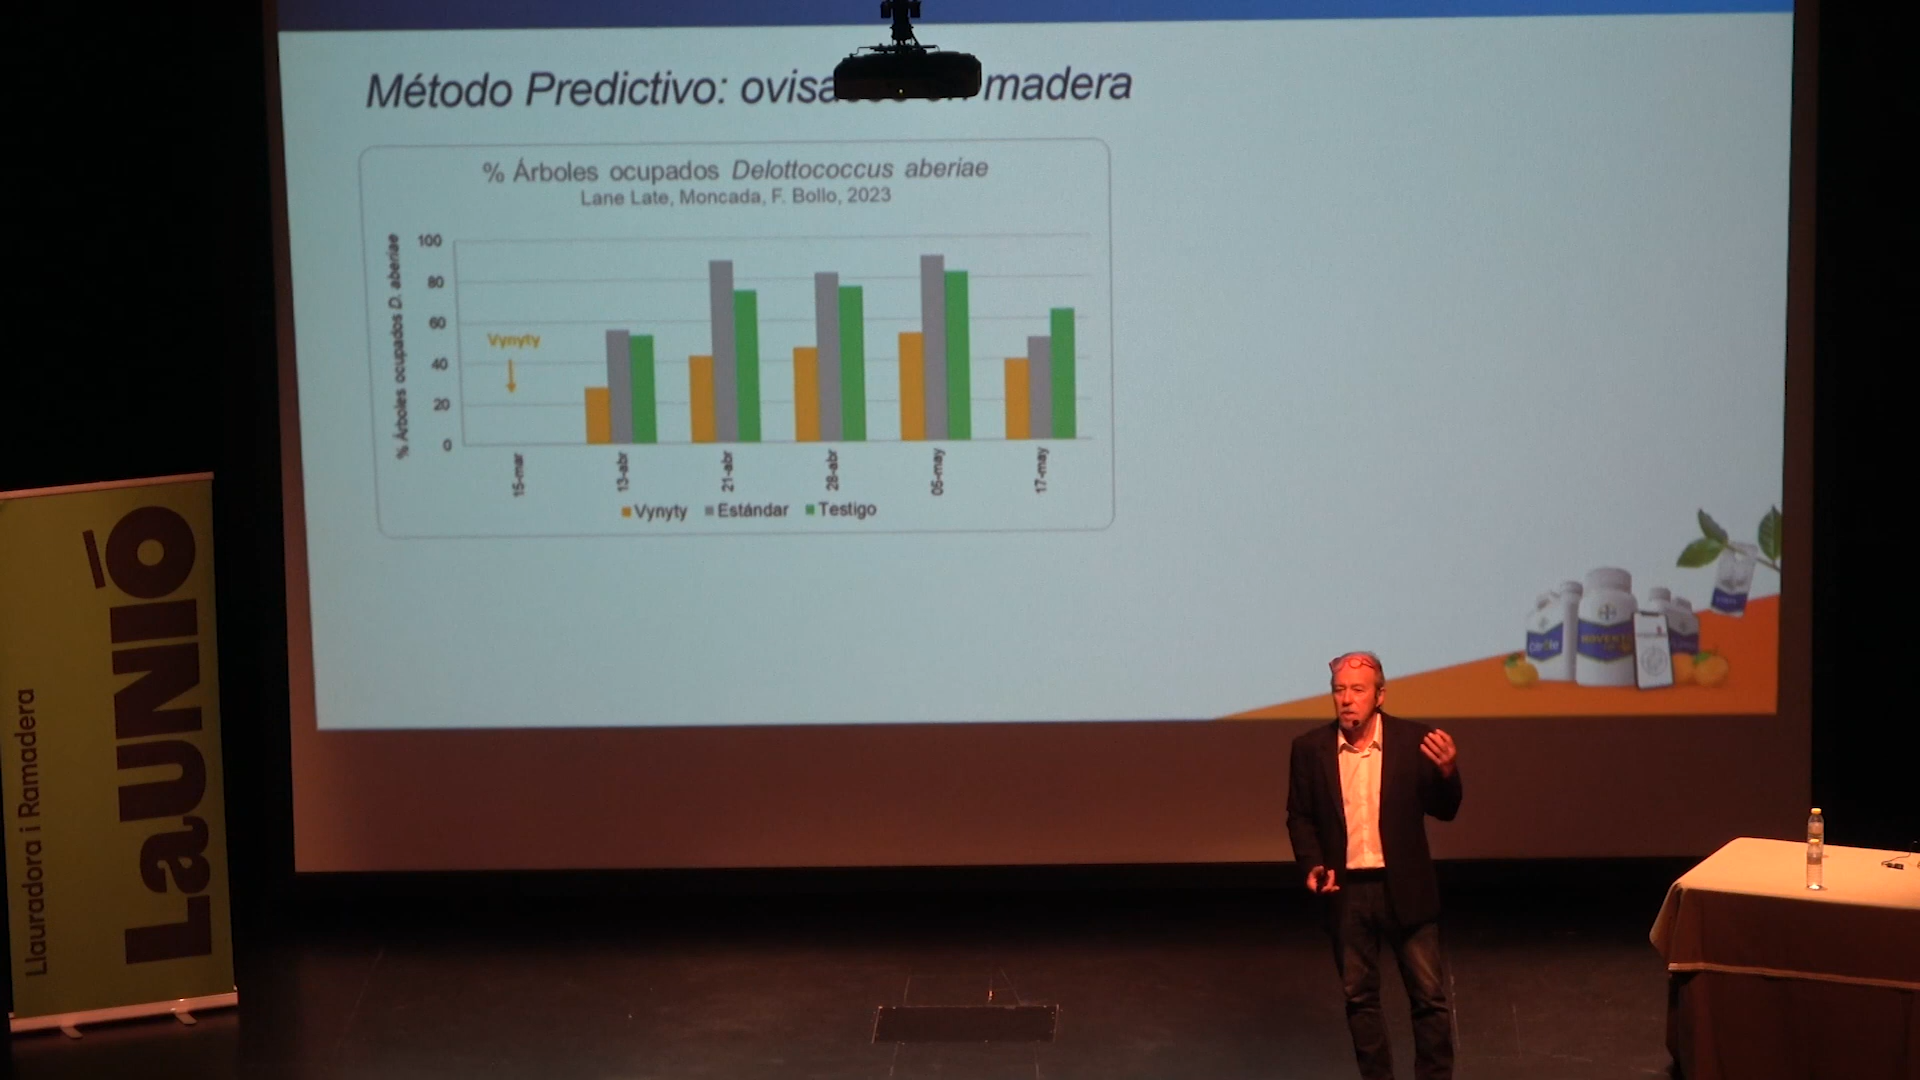 Método Predictivo: madera
% Árboles ocupados Delottococcus aberiae
Lane Late, Moncada, F. Bollo, 2023
% Árboles ocupados D. aberiae
100
80
60
40
20
0
Vynyty
15-mar
13-abr
21-abr
28-abr
05-may
17-may
Vynyty Estándar Testigo
LaUNIÓ
Llauradora i Ramadera